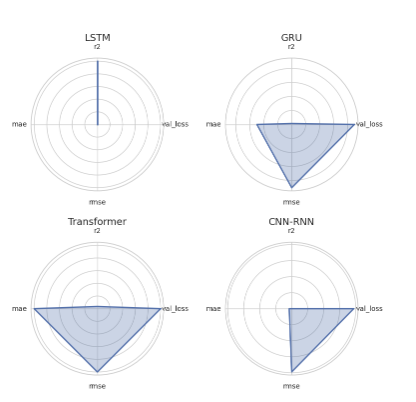 LSTM
r2
mae
val_loss
rmse
GRU
r2
mae
val_loss
rmse
Transformer
r2
mae
val_loss
rmse
CNN-RNN
r2
mae
val_loss
rmse